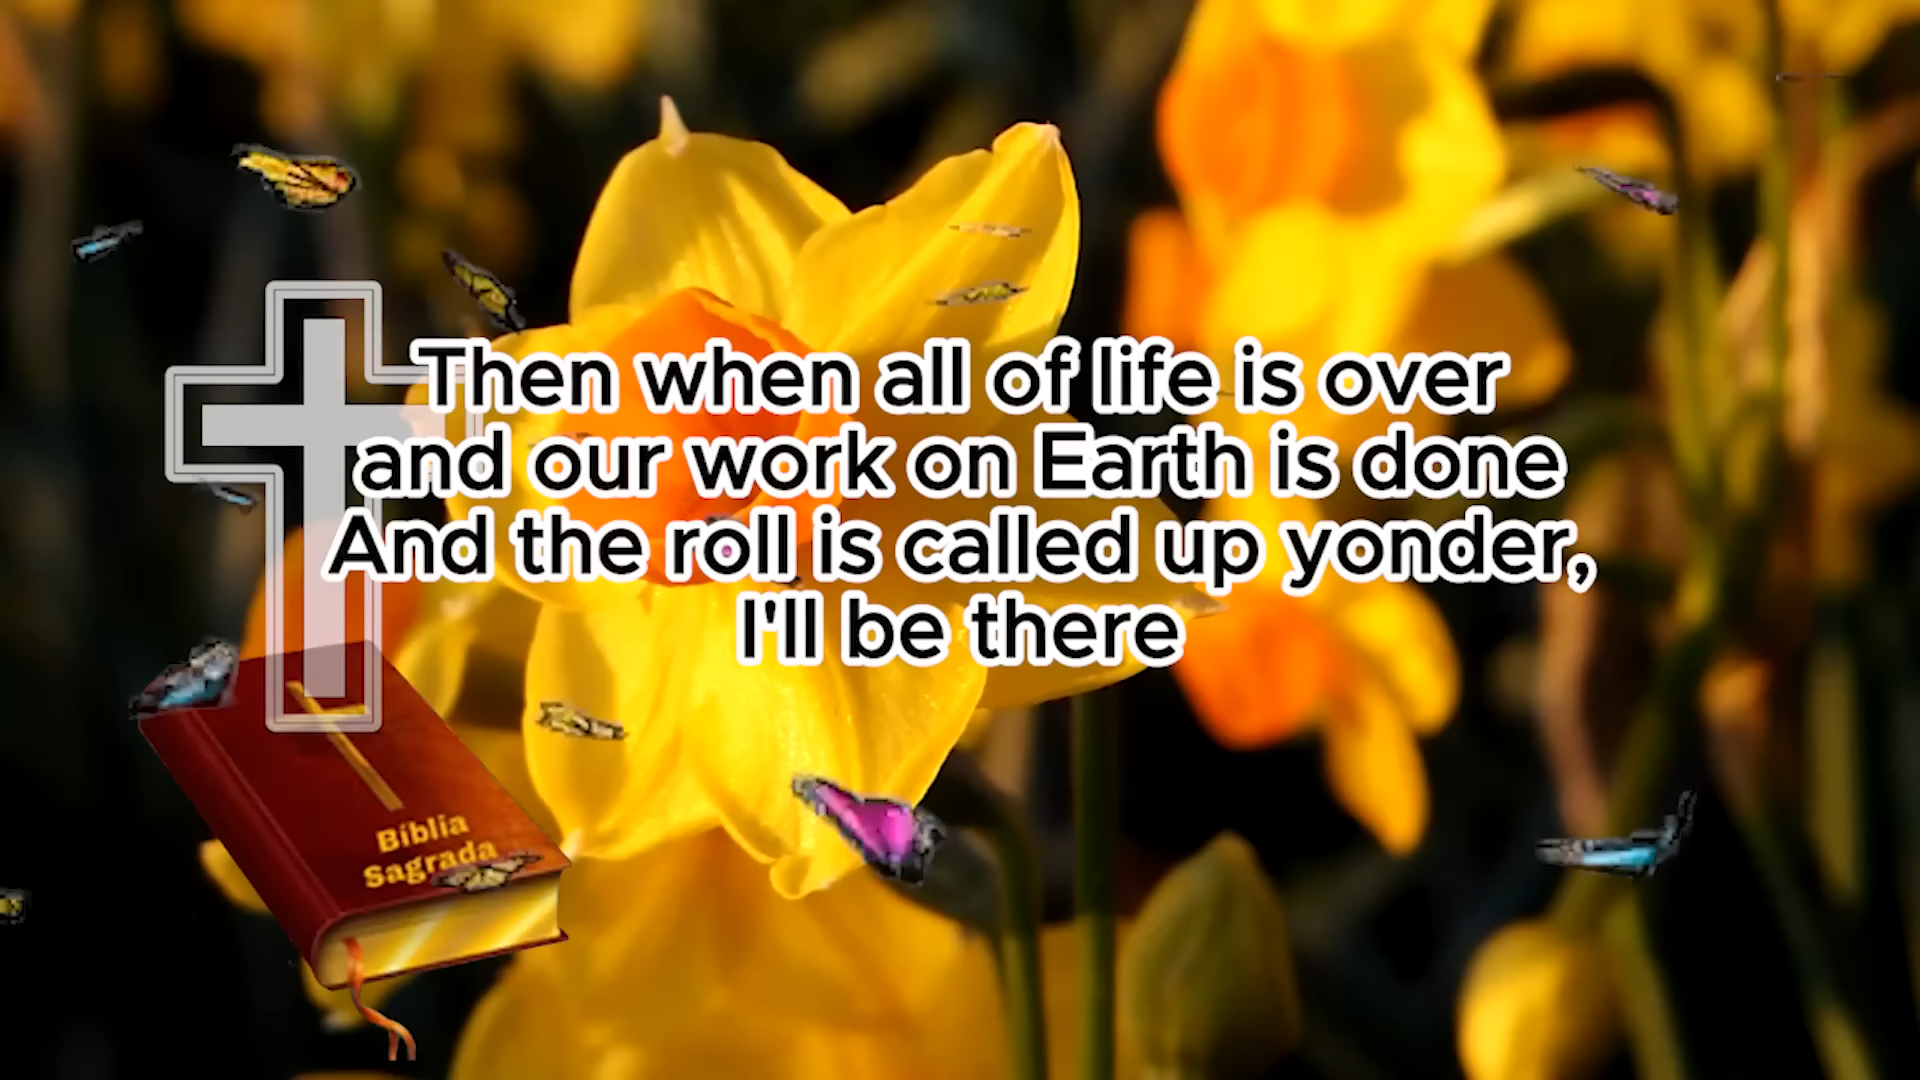 Then when all of life is over
and our work on Earth is done
And the roll is called up yonder,
I'll be there
Bíblia
Sagrada